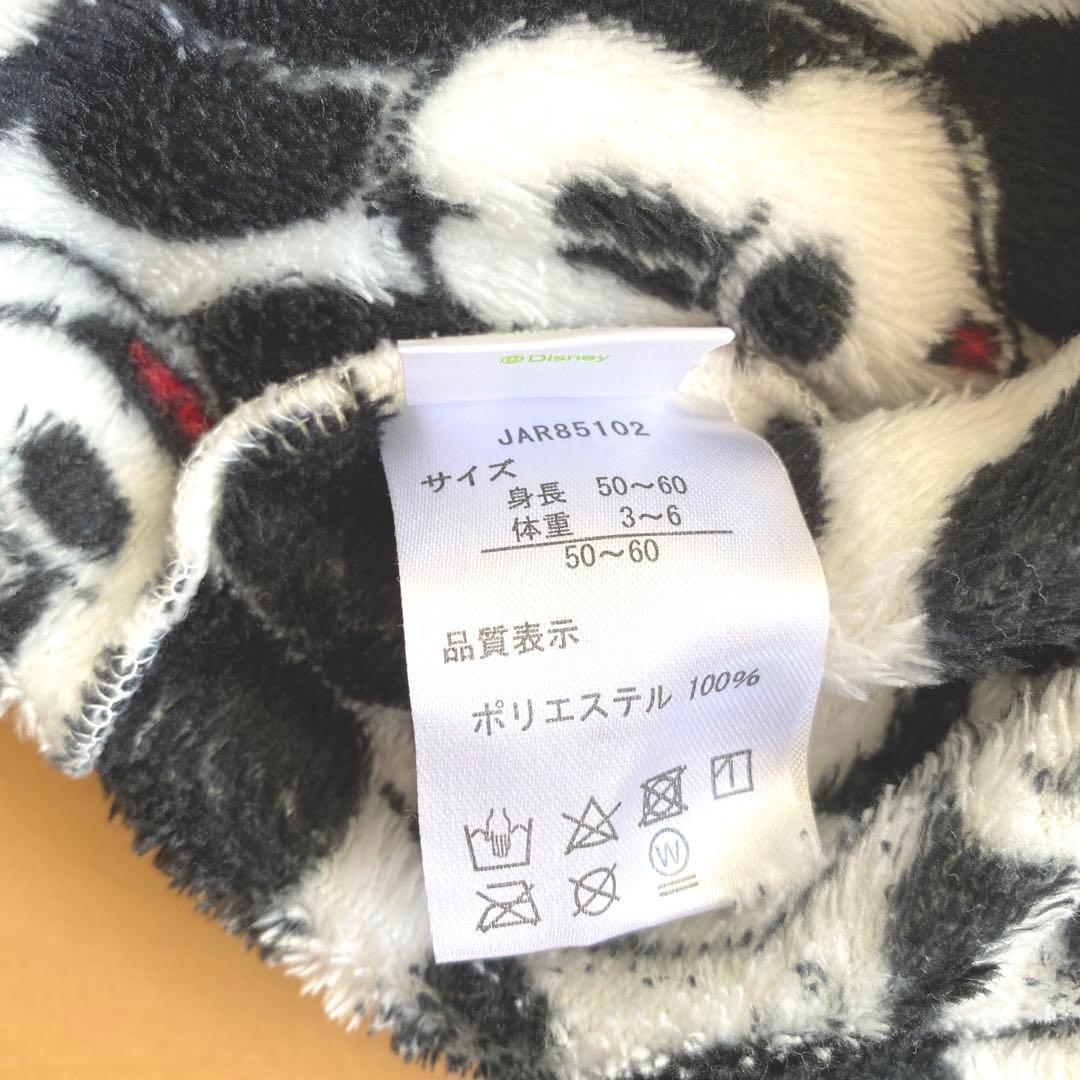 ©Disney
JAR85102
サイズ
身長 50～60
体重 3～6
50～60
品質表示
ポリエステル 100%
W